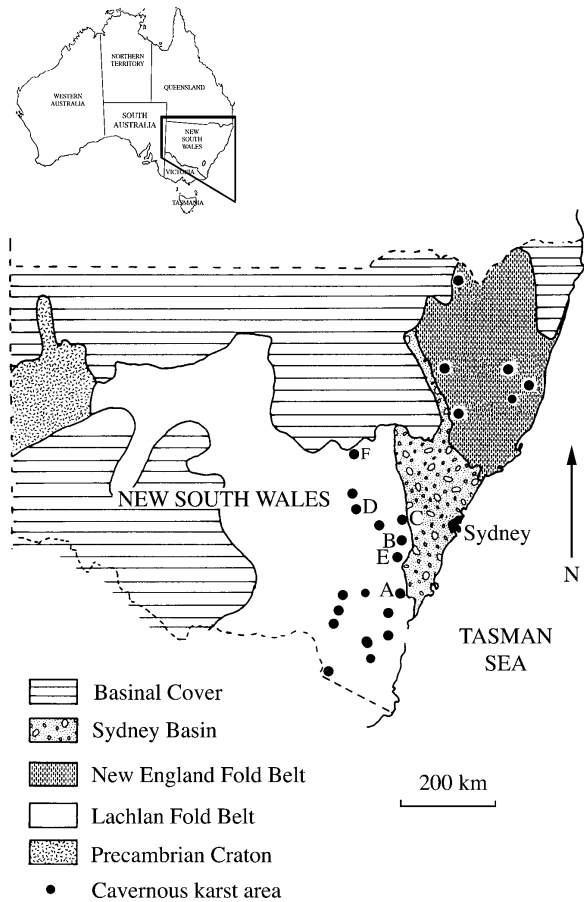 NORTHERN
TERRITORY
QUEENSLAND
WESTERN
AUSTRALIA
SOUTH
AUSTRALIA
NEW
SOUTH
WALES
VICTORIA
TASMANIA
F
NEW SOUTH WALES
D
C
Sydney
B
E
A
N
TASMAN
SEA
Basinal Cover
Sydney Basin
New England Fold Belt
Lachlan Fold Belt
Precambrian Craton
Cavernous karst area
200 km